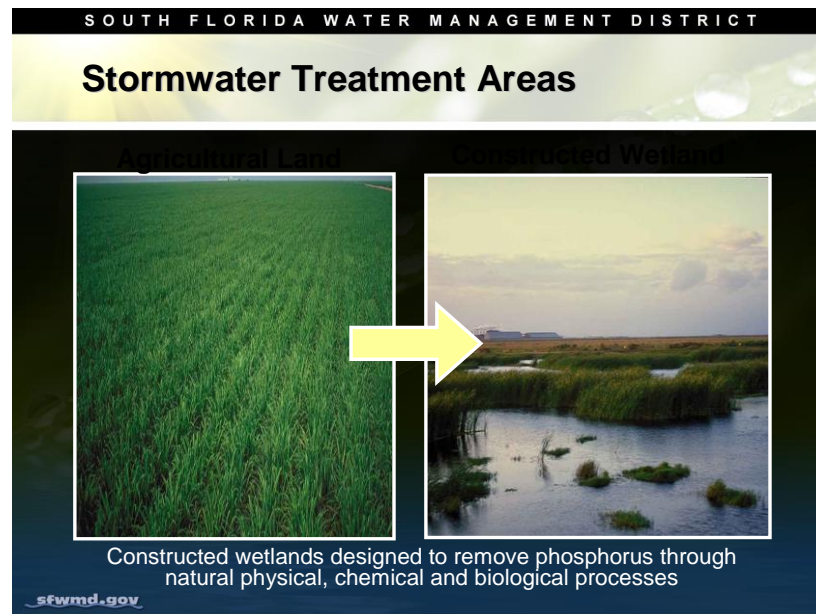 SOUTH FLORIDA WATER MANAGEMENT DISTRICT
Stormwater Treatment Areas
Agricultural Land
Constructed Wetland
Constructed wetlands designed to remove phosphorus through
natural physical, chemical and biological processes
sfwmd.gov